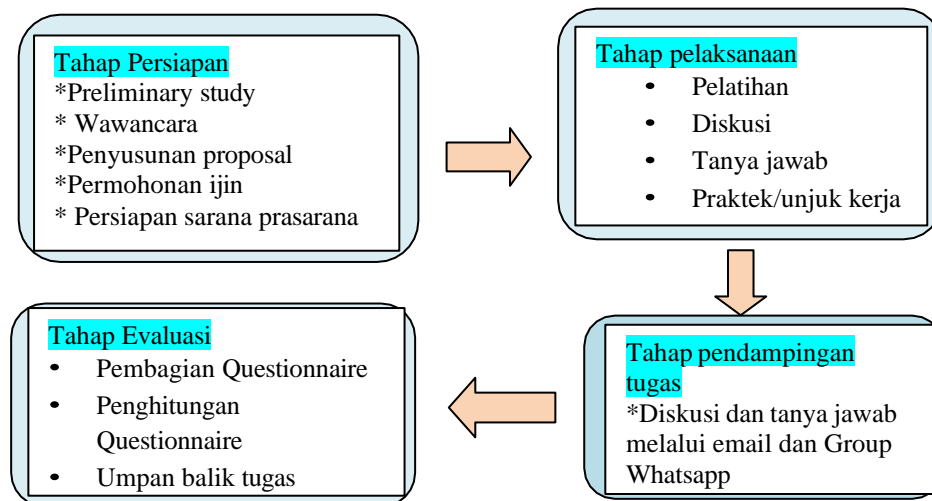 Tahap Persiapan
*Preliminary study
* Wawancara
*Penyusunan proposal
*Permohonan ijin
* Persiapan sarana prasarana
Tahap pelaksanaan
• Pelatihan
• Diskusi
• Tanya jawab
• Praktek/unjuk kerja
Tahap pendampingan
tugas
*Diskusi dan tanya jawab
melalui email dan Group
Whatsapp
Tahap Evaluasi
• Pembagian Questionnaire
• Penghitungan
Questionnaire
• Umpan balik tugas